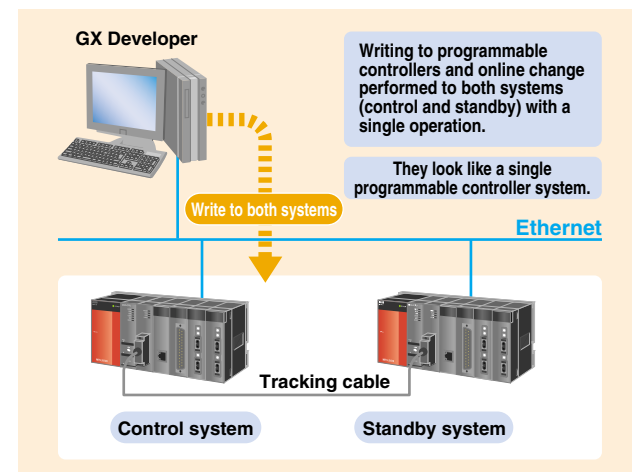 GX Developer
Writing to programmable
controllers and online change
performed to both systems
(control and standby) with a
single operation.
They look like a single
programmable controller system.
Write to both systems
Ethernet
Tracking cable
Control system
Standby system